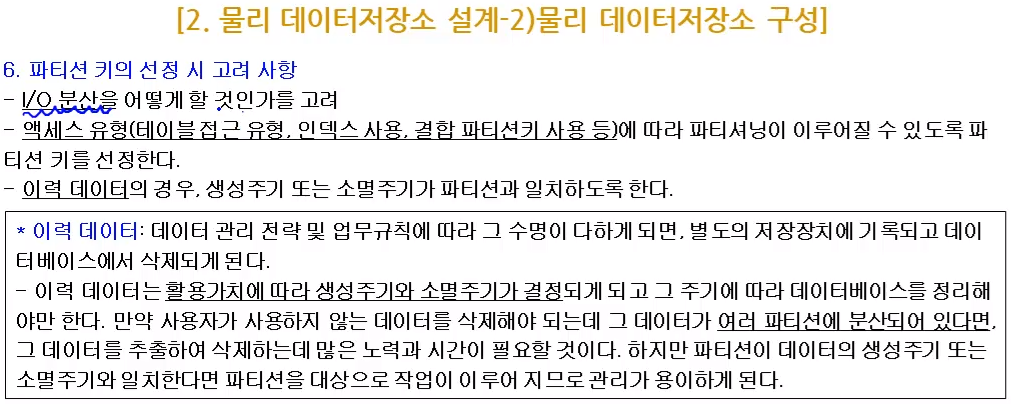 [2. 물리 데이터저장소 설계-2)물리 데이터저장소 구성]
6. 파티션 키의 선정 시 고려 사항
- I/O 분산을 어떻게 할 것인가를 고려
- 액세스 유형(테이블접근 유형, 인덱스 사용, 결합 파티션키 사용 등)에 따라 파티셔닝이 이루어질 수 있도록 파
티션 키를 선정한다.
- 이력 데이터의 경우, 생성주기 또는 소멸주기가 파티션과 일치하도록 한다.
* 이력 데이터: 데이터 관리 전략 및 업무규칙에 따라 그 수명이 다하게 되면, 별도의 저장장치에 기록되고 데이
터베이스에서 삭제되게 된다.
- 이력 데이터는 활용가치에 따라 생성주기와 소멸주기가 결정되게 되고 그 주기에 따라 데이터베이스를 정리해
야만 한다. 만약 사용자가 사용하지 않는 데이터를 삭제해야 되는데 그 데이터가 여러 파티션에 분산되어 있다면,
그 데이터를 추출하여 삭제하는데 많은 노력과 시간이 필요할 것이다. 하지만 파티션이 데이터의 생성주기 또는
소멸주기와 일치한다면 파티션을 대상으로 작업이 이루어 지므로 관리가 용이하게 된다.